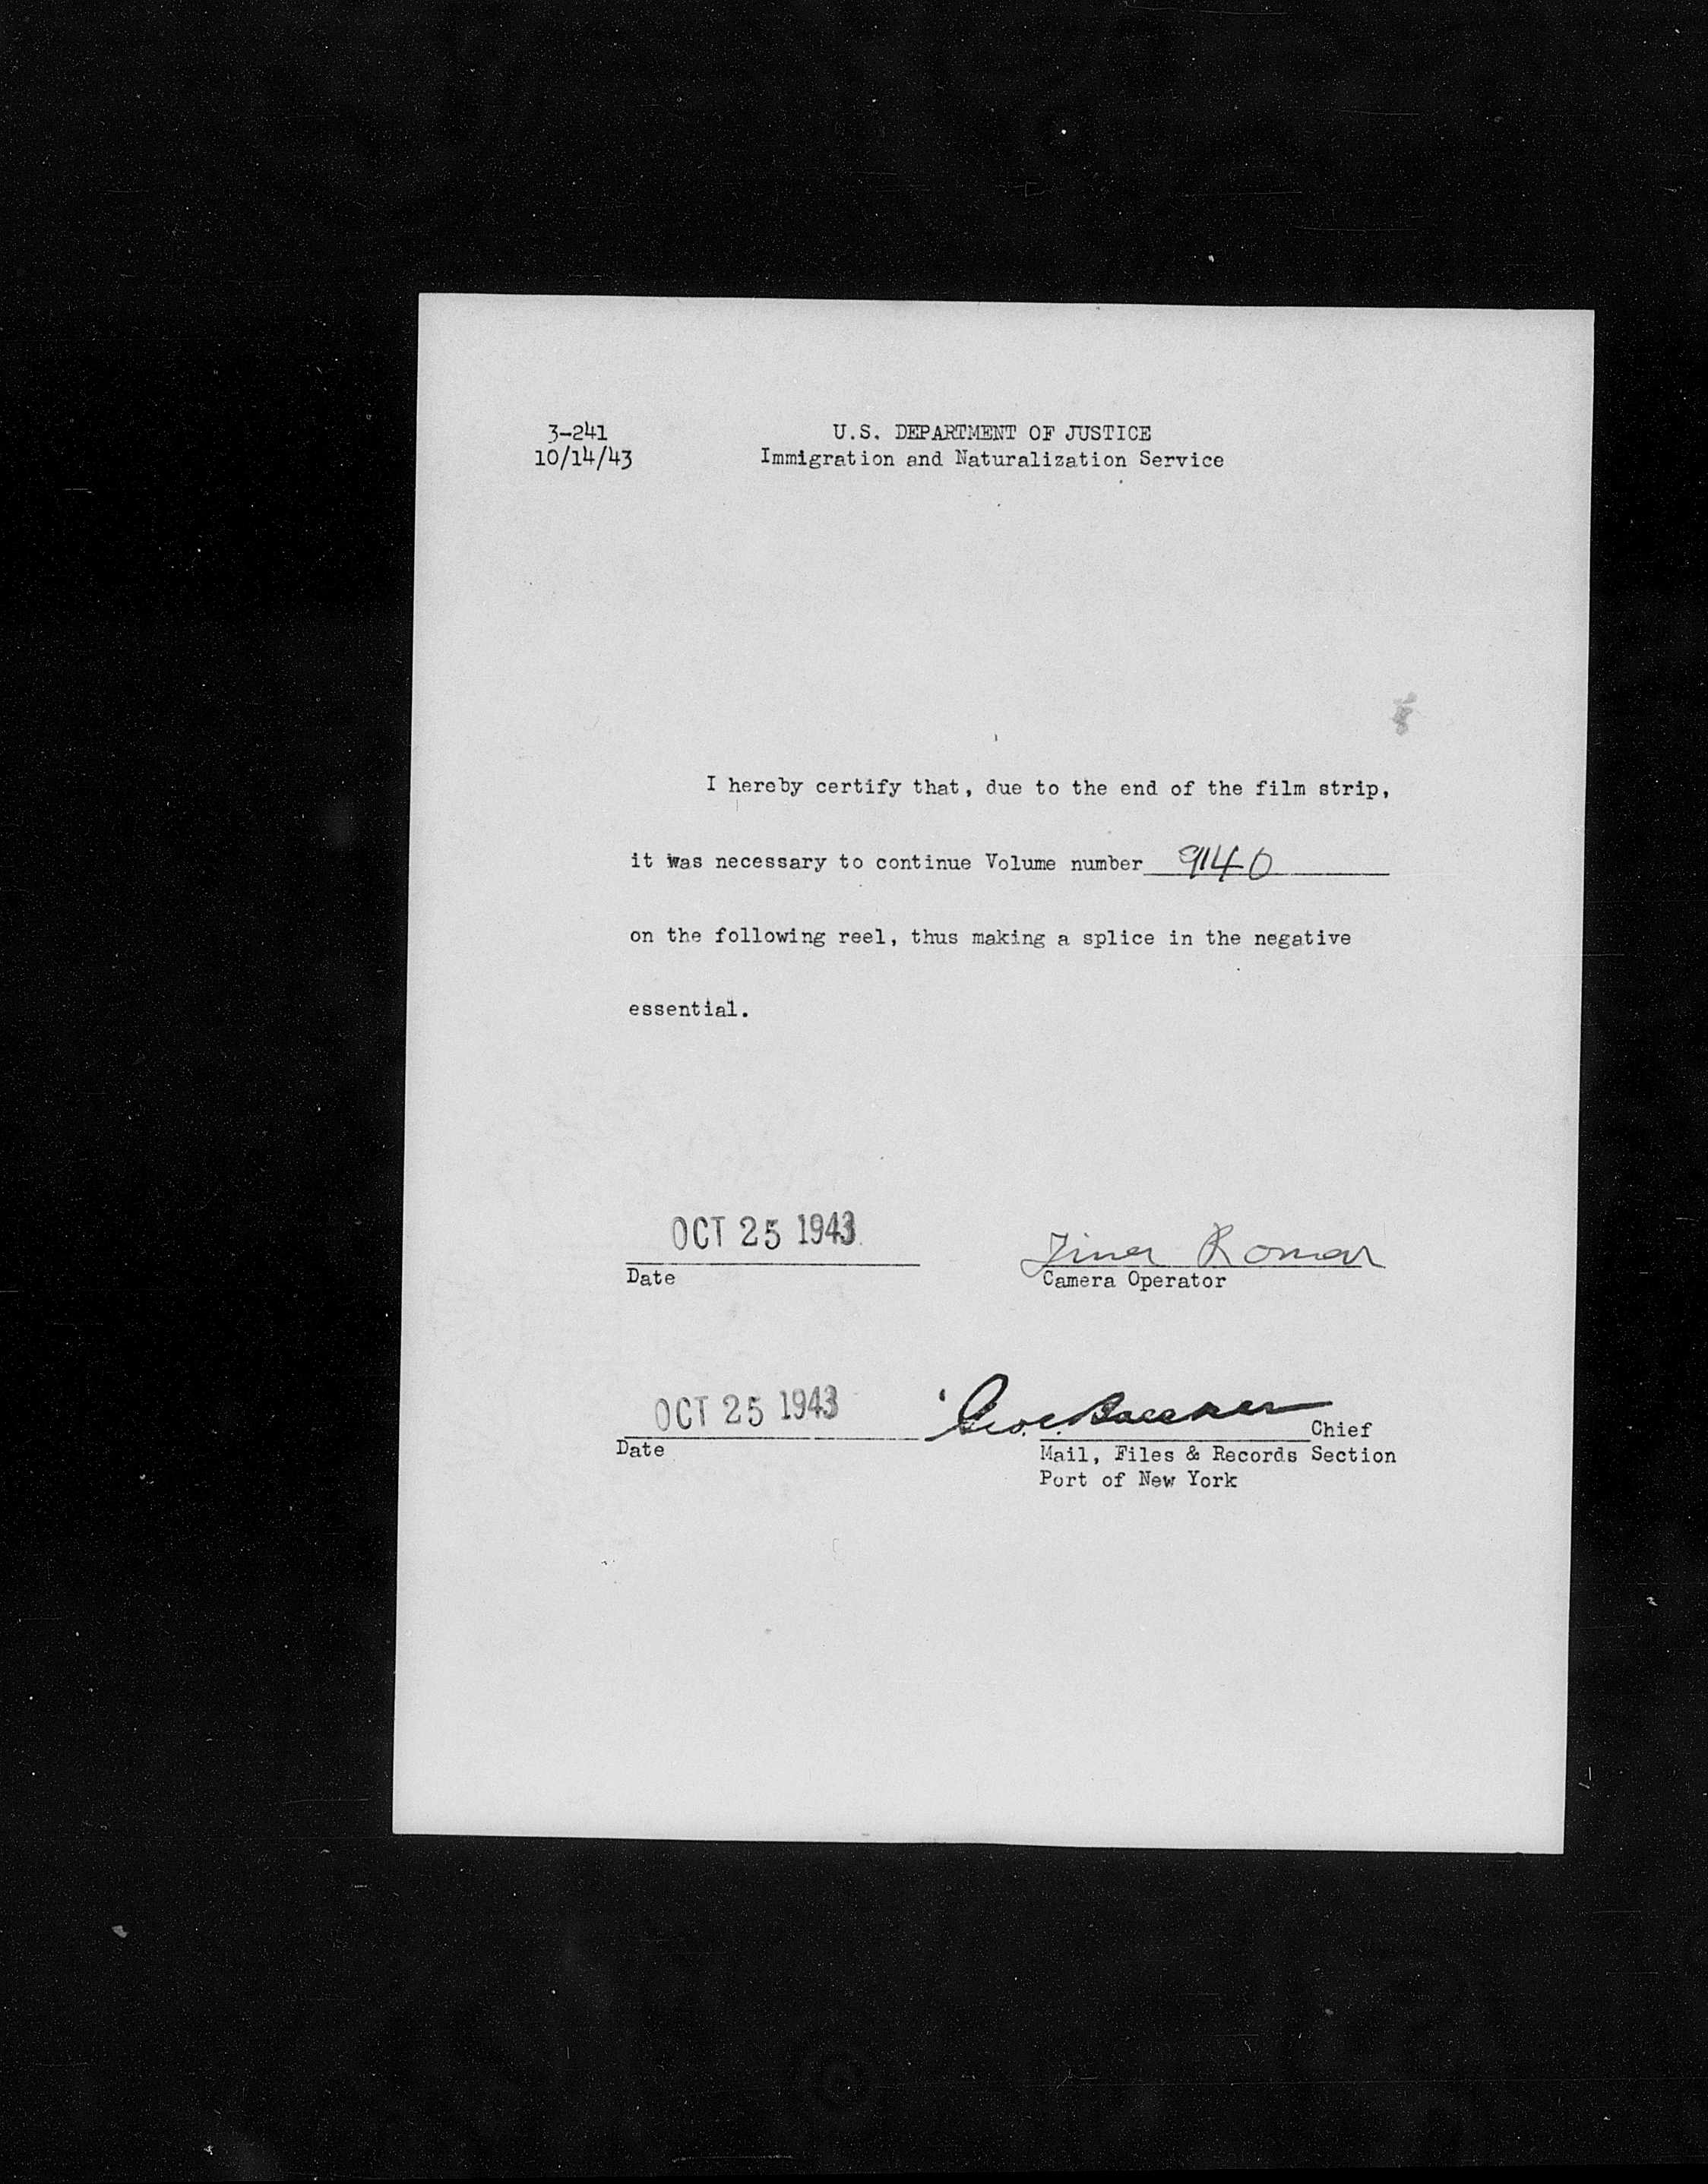 3-241
10/14/43
U.S. DEPARTMENT OF JUSTICE
Immigration and Naturalization Service
I hereby certify that, due to the end of the film strip,
it was necessary to continue Volume number 9140
on the following reel, thus making a splice in the negative
essential.
OCT 25 1943
Date
Roman
Camera Operator
OCT 25 1943
Date
Geo. C.
Chief
Mail, Files & Records Section
Port of New York